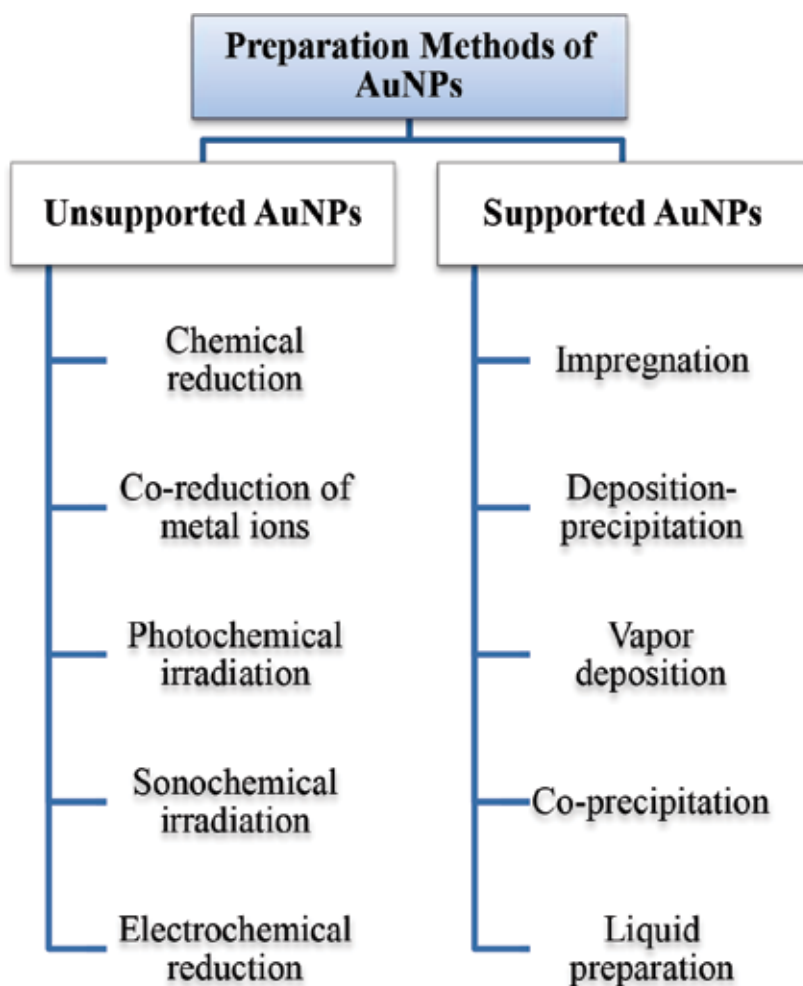 Preparation Methods of
AuNPs
Unsupported AuNPs
Chemical
reduction
Co-reduction of
metal ions
Photochemical
irradiation
Sonochemical
irradiation
Electrochemical
reduction
Supported AuNPs
Impregnation
Deposition-
precipitation
Vapor
deposition
Co-precipitation
Liquid
preparation